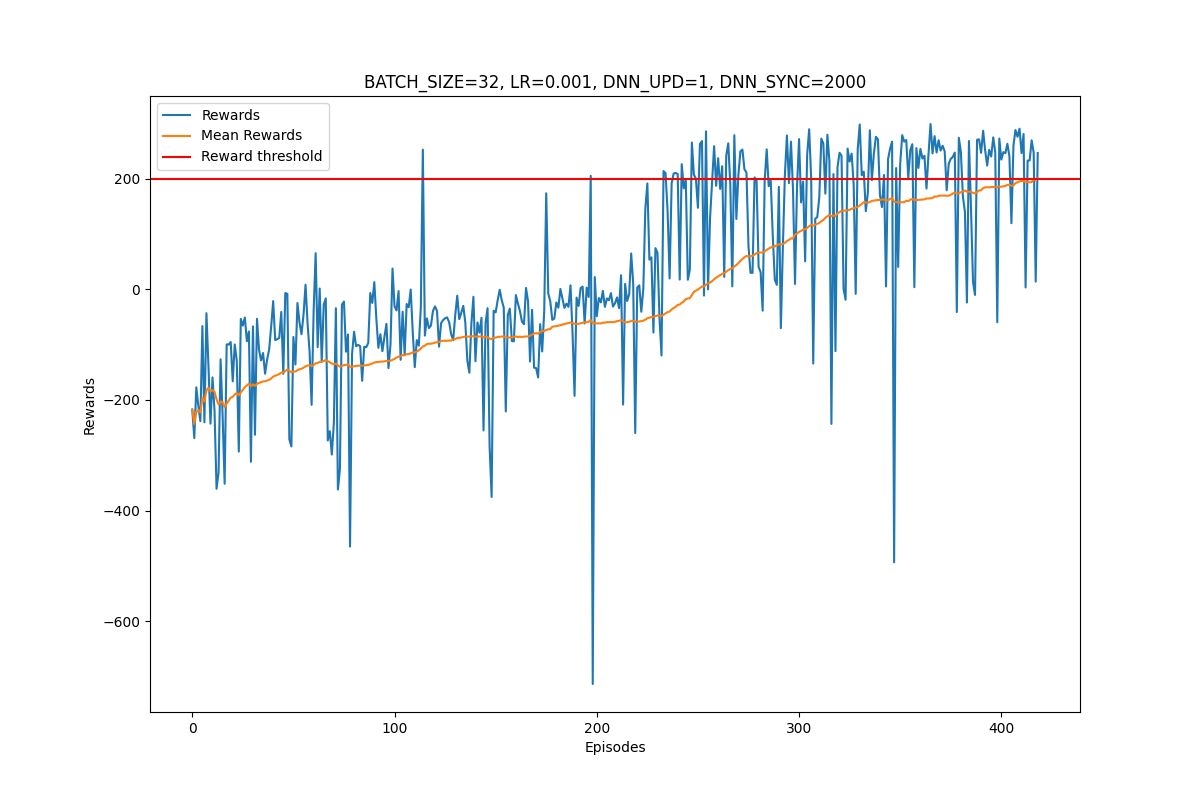 BATCH_SIZE=32, LR=0.001, DNN_UPD=1, DNN_SYNC=2000
Rewards
Mean Rewards
Reward threshold
200
0
−200
−400
−600
Rewards
0 100 200 300 400
Episodes